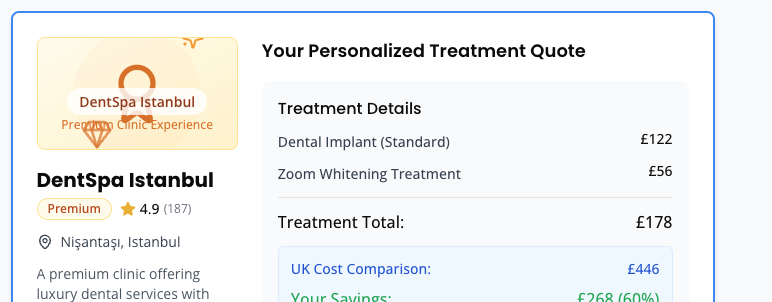 DentSpa Istanbul
Premium Clinic Experience
DentSpa Istanbul
Premium
4.9 (187)
Nişantaşı, Istanbul
A premium clinic offering
luxury dental services with
Your Personalized Treatment Quote
Treatment Details
Dental Implant (Standard) £122
Zoom Whitening Treatment £56
Treatment Total: £178
UK Cost Comparison: £446
Your Savings: £268 (60%)